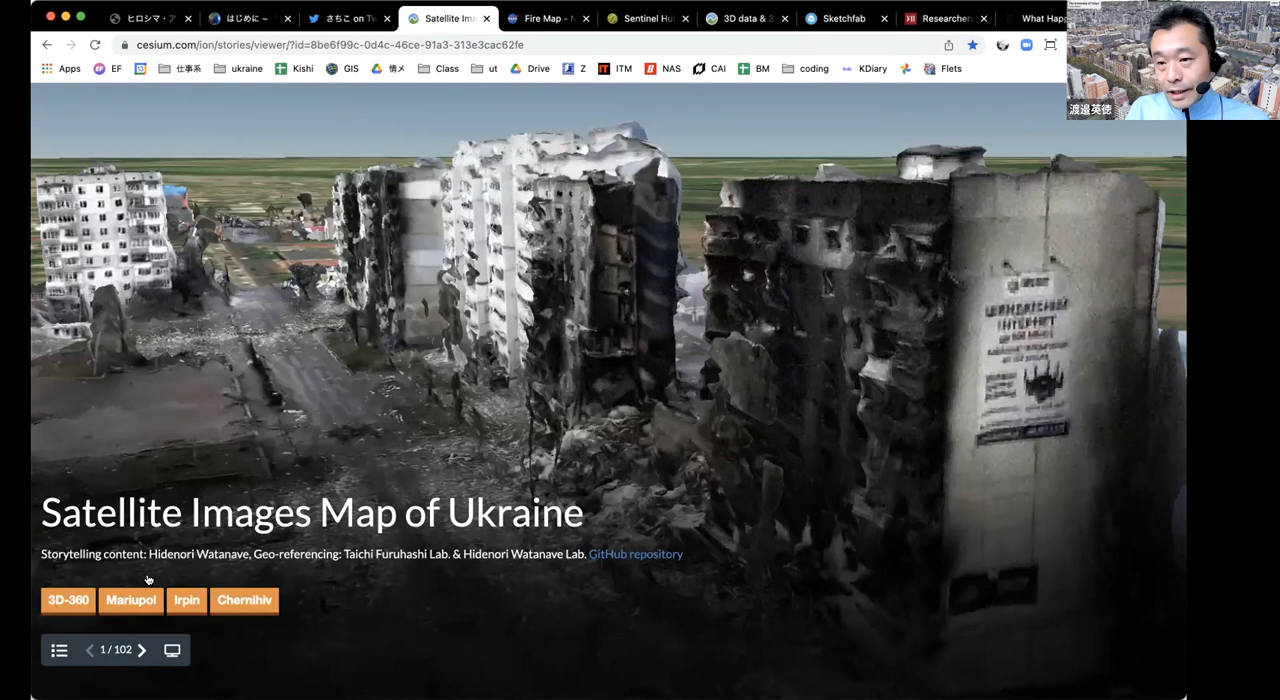 ヒロシマ・ア
はじめに ~
さちこ on Tw
Satellite Ima
Fire Map - N
Sentinel Hu
3D data & 3
Sketchfab
Researcher
What Happ
cesium.com/ion/stories/viewer/?id=8be6f99c-0d4c-46ce-91a3-313e3cac62fe
Apps
EF
仕事系
ukraine
Kishi
GIS
情メ
Class
ut
Drive
Z
ITM
NAS
CAI
BM
coding
KDiary
Flets
渡邉英徳
Satellite Images Map of Ukraine
Storytelling content: Hidenori Watanave, Geo-referencing: Taichi Furuhashi Lab. & Hidenori Watanave Lab. GitHub repository
3D-360
Mariupol
Irpin
Chernihiv
1 / 102